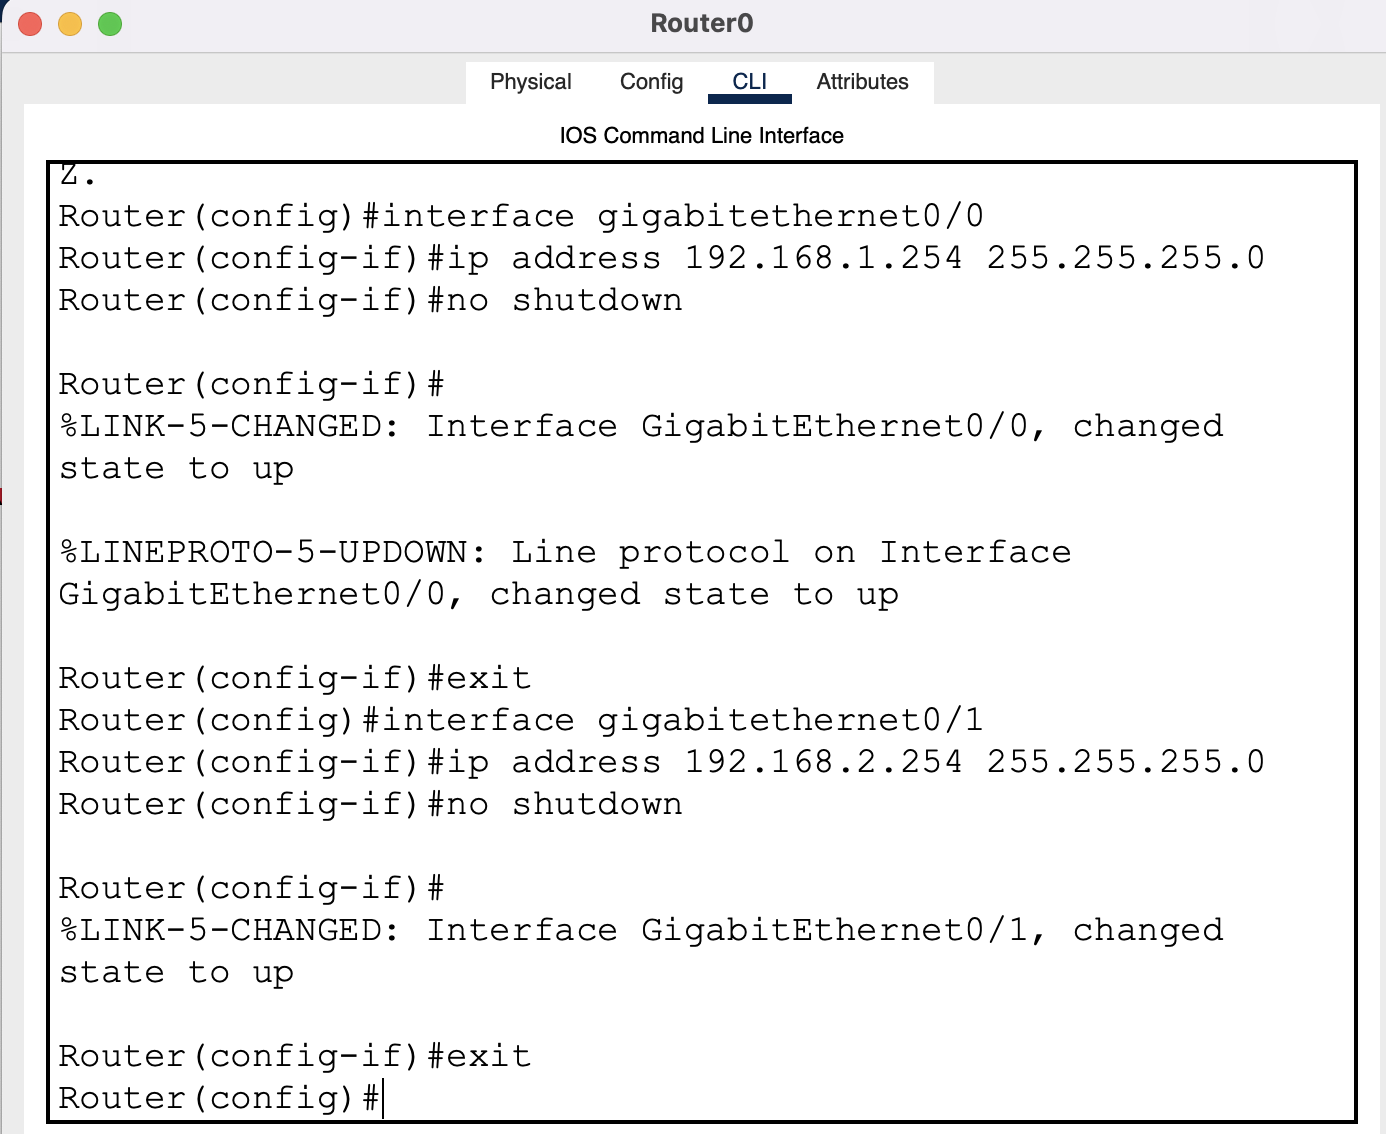 Router0
Physical Config CLI Attributes
IOS Command Line Interface
Z.
Router(config)#interface gigabitethernet0/0
Router(config-if)#ip address 192.168.1.254 255.255.255.0
Router(config-if)#no shutdown
Router(config-if)#
%LINK-5-CHANGED: Interface GigabitEthernet0/0, changed
state to up
%LINEPROTO-5-UPDOWN: Line protocol on Interface
GigabitEthernet0/0, changed state to up
Router(config-if)#exit
Router(config)#interface gigabitethernet0/1
Router(config-if)#ip address 192.168.2.254 255.255.255.0
Router(config-if)#no shutdown
Router(config-if)#
%LINK-5-CHANGED: Interface GigabitEthernet0/1, changed
state to up
Router(config-if)#exit
Router(config)#